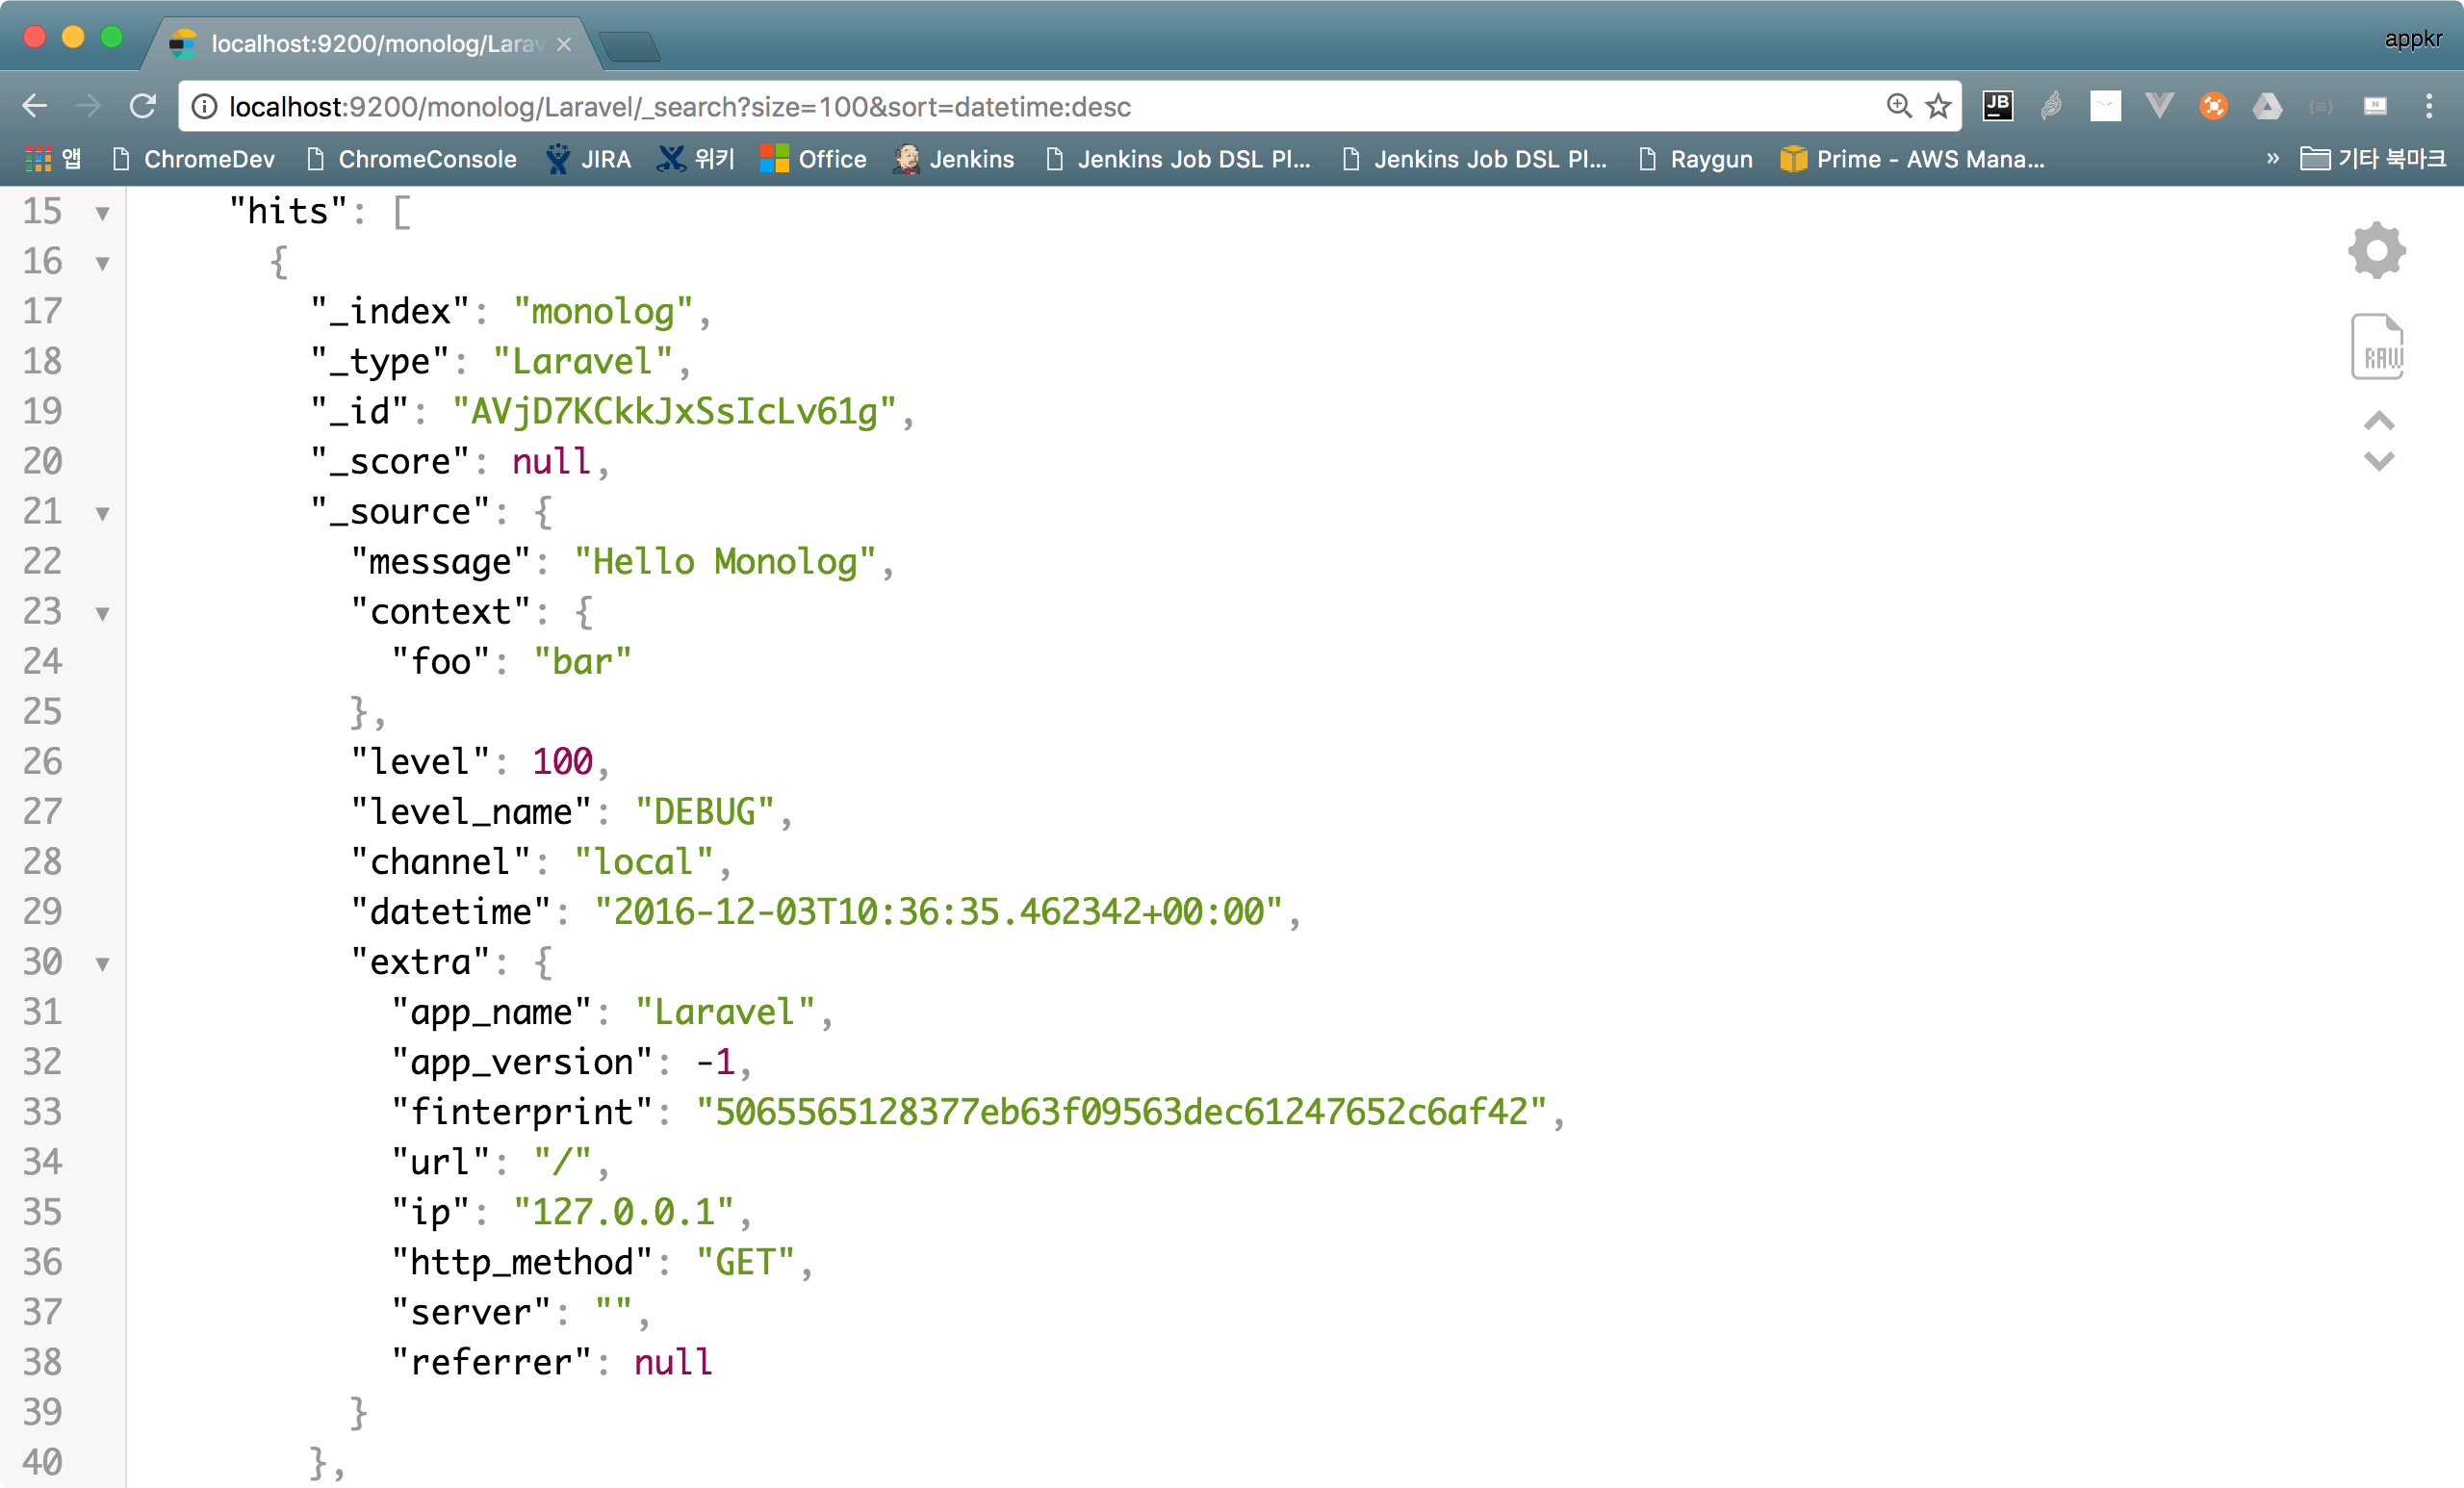 localhost:9200/monolog/Larav
appkr
localhost:9200/monolog/Laravel/_search?size=100&sort=datetime:desc
JB
앱 ChromeDev ChromeConsole JIRA 위키 Office Jenkins Jenkins Job DSL Pl... Jenkins Job DSL Pl... Raygun Prime - AWS Mana... » 기타 북마크
15 "hits": [
16 {
17 "_index": "monolog",
18 "_type": "Laravel",
19 "_id": "AVjD7KCkkJxSsIcLv61g",
20 "_score": null,
21 "_source": {
22 "message": "Hello Monolog",
23 "context": {
24 "foo": "bar"
25 },
26 "level": 100,
27 "level_name": "DEBUG",
28 "channel": "local",
29 "datetime": "2016-12-03T10:36:35.462342+00:00",
30 "extra": {
31 "app_name": "Laravel",
32 "app_version": -1,
33 "finterprint": "5065565128377eb63f09563dec61247652c6af42",
34 "url": "/",
35 "ip": "127.0.0.1",
36 "http_method": "GET",
37 "server": "",
38 "referrer": null
39 }
40 },
RAW